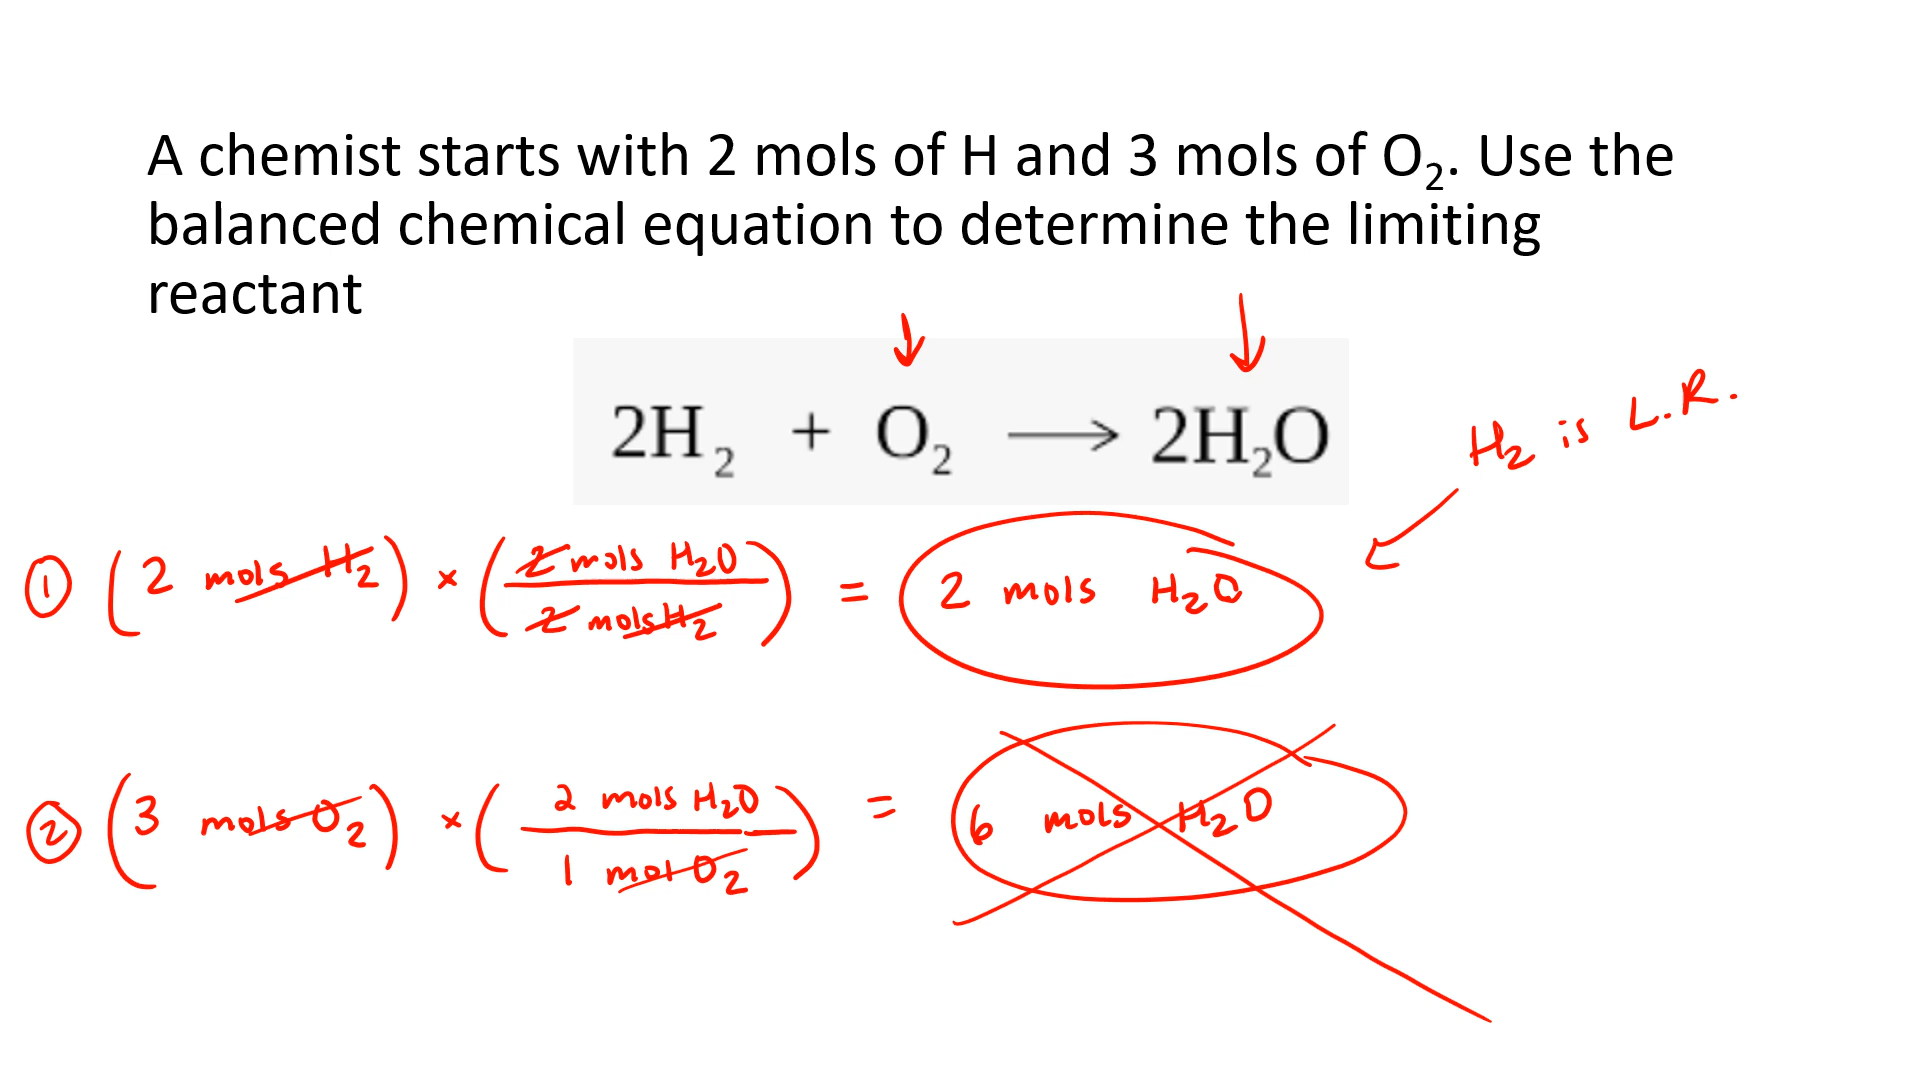 A chemist starts with 2 mols of H and 3 mols of O₂. Use the
balanced chemical equation to determine the limiting
reactant
2H₂ + O₂ → 2H₂O
H₂ is L.R.
① (2 mols H₂) × (2 mols H₂O / 2 mols H₂) = 2 mols H₂O
② (3 mols O₂) × (2 mols H₂O / 1 mol O₂) = 6 mols H₂O